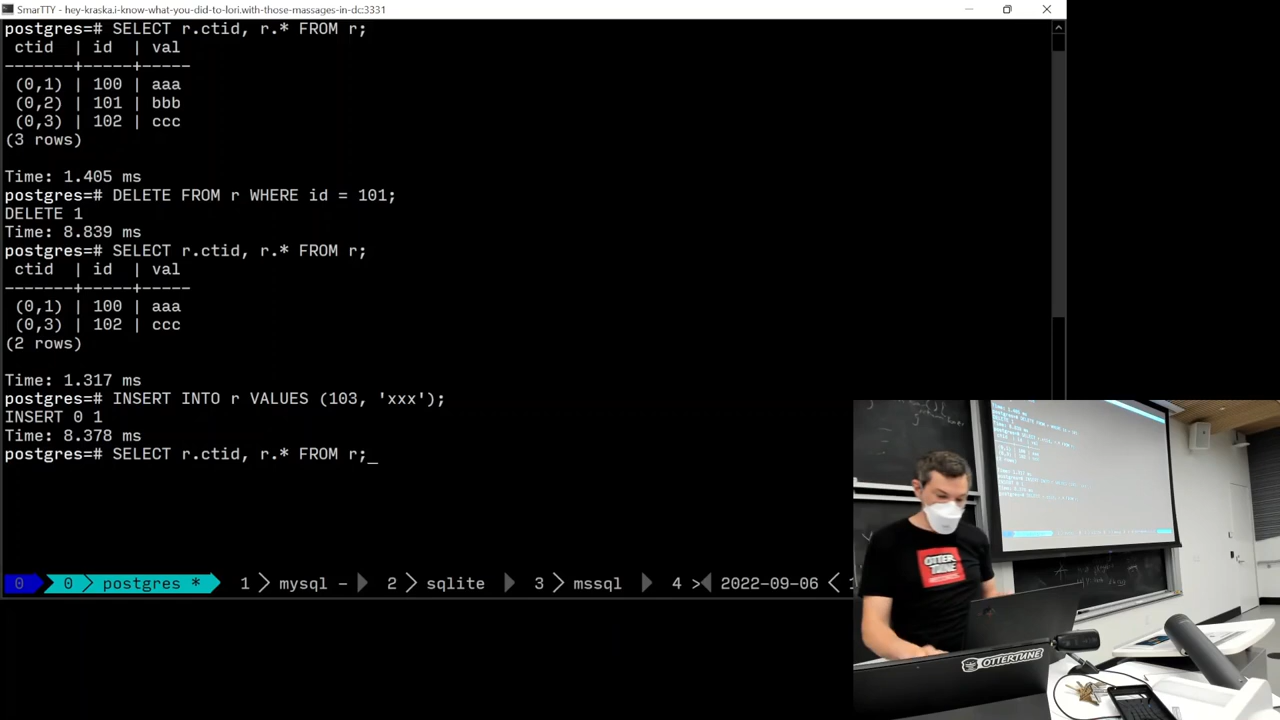 SmarTTY - hey-kraska.i-know-what-you-did-to-lori.with-those-massages-in-dc:3331
postgres=# SELECT r.ctid, r.* FROM r;
 ctid  | id  | val
-------+-----+-----
 (0,1) | 100 | aaa
 (0,2) | 101 | bbb
 (0,3) | 102 | ccc
(3 rows)
Time: 1.405 ms
postgres=# DELETE FROM r WHERE id = 101;
DELETE 1
Time: 8.839 ms
postgres=# SELECT r.ctid, r.* FROM r;
 ctid  | id  | val
-------+-----+-----
 (0,1) | 100 | aaa
 (0,3) | 102 | ccc
(2 rows)
Time: 1.317 ms
postgres=# INSERT INTO r VALUES (103, 'xxx');
INSERT 0 1
Time: 8.378 ms
postgres=# SELECT r.ctid, r.* FROM r;_
0 0 postgres * 1 mysql - 2 sqlite 3 mssql 4 > 2022-09-06
OTTER
TUNE
RECORDS
OTTERTUNE